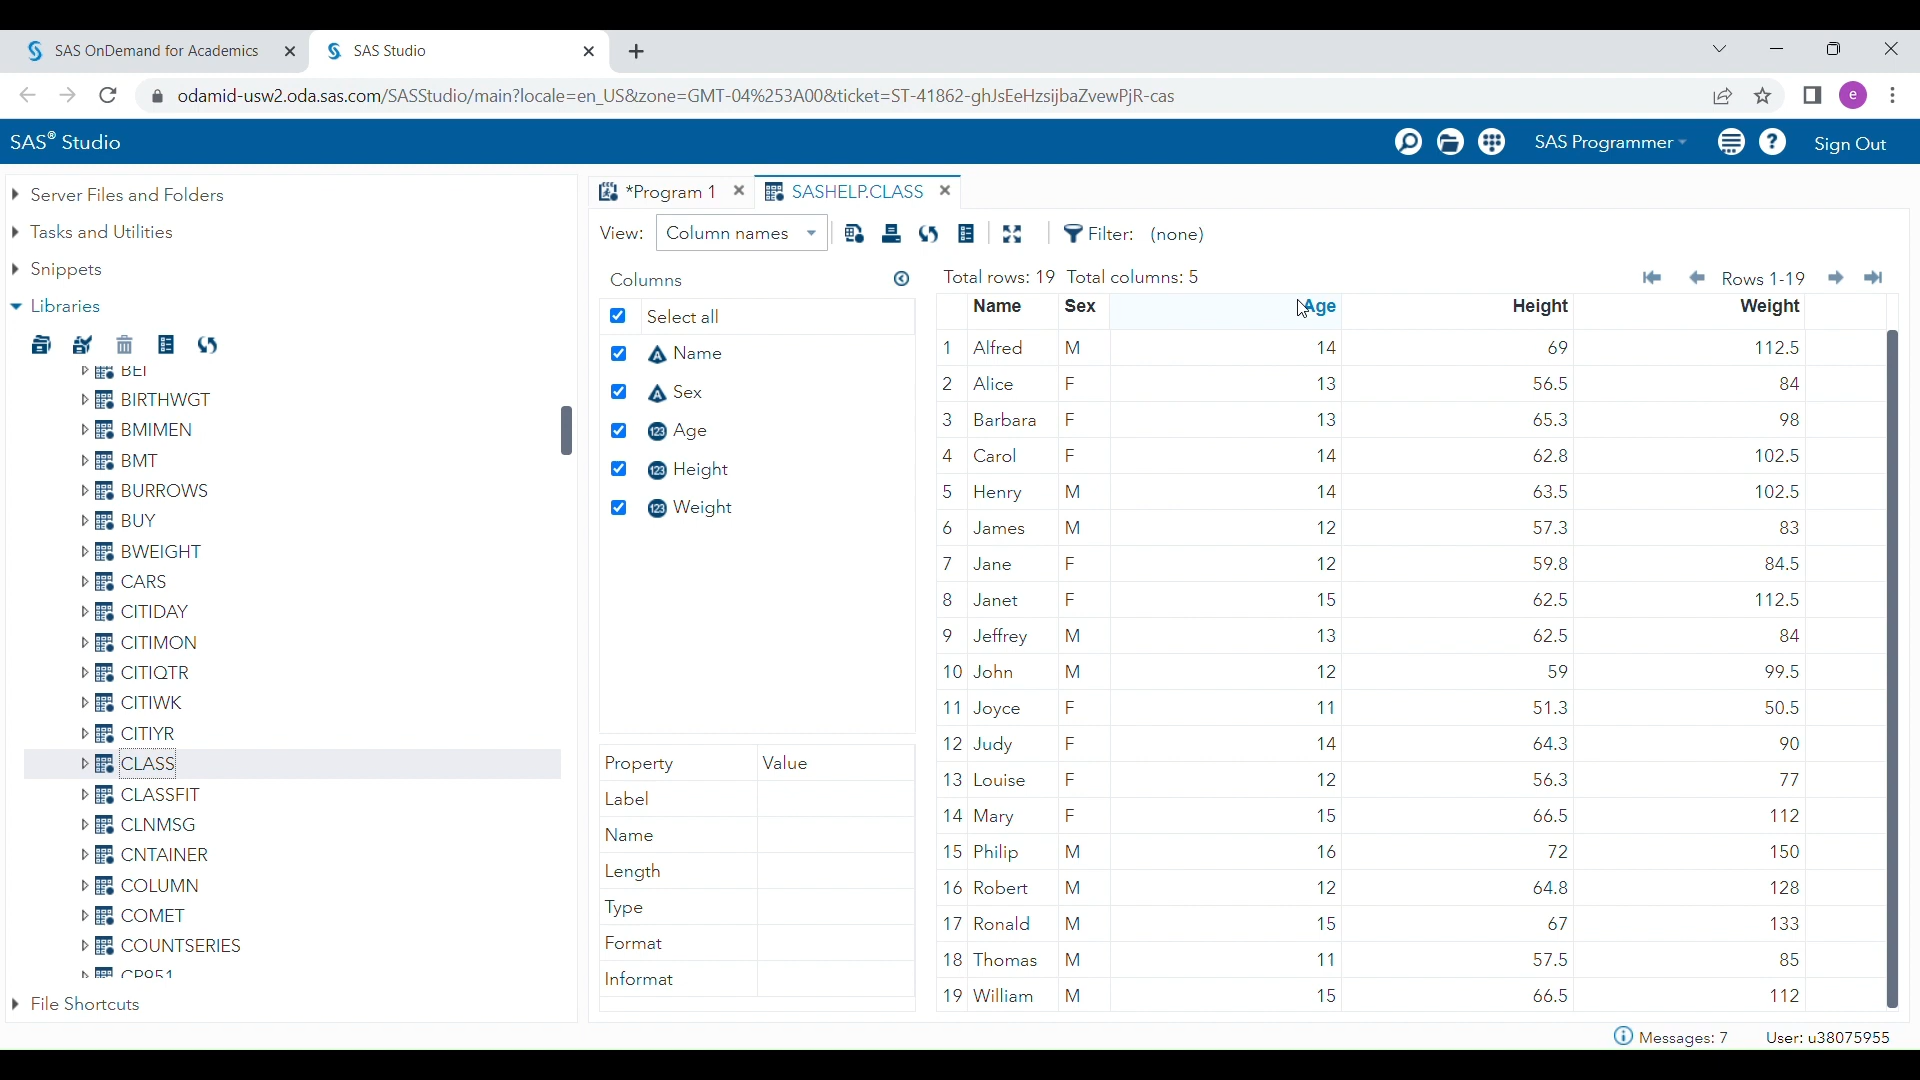 SAS OnDemand for Academics
SAS Studio
odamid-usw2.oda.sas.com/SASStudio/main?locale=en_US&zone=GMT-04%253A00&ticket=ST-41862-ghJsEeHzsijbaZvewPjR-cas
e
SAS® Studio
SAS Programmer
Sign Out
Server Files and Folders
Tasks and Utilities
Snippets
Libraries
BEI
BIRTHWGT
BMIMEN
BMT
BURROWS
BUY
BWEIGHT
CARS
CITIDAY
CITIMON
CITIQTR
CITIWK
CITIYR
CLASS
CLASSFIT
CLNMSG
CNTAINER
COLUMN
COMET
COUNTSERIES
CP951
File Shortcuts
*Program 1
SASHELP.CLASS
View: Column names
Filter: (none)
Columns
Select all
Name
Sex
Age
Height
Weight
Property Value
Label
Name
Length
Type
Format
Informat
Total rows: 19 Total columns: 5
Rows 1-19
Name Sex Age Height Weight
1 Alfred M 14 69 112.5
2 Alice F 13 56.5 84
3 Barbara F 13 65.3 98
4 Carol F 14 62.8 102.5
5 Henry M 14 63.5 102.5
6 James M 12 57.3 83
7 Jane F 12 59.8 84.5
8 Janet F 15 62.5 112.5
9 Jeffrey M 13 62.5 84
10 John M 12 59 99.5
11 Joyce F 11 51.3 50.5
12 Judy F 14 64.3 90
13 Louise F 12 56.3 77
14 Mary F 15 66.5 112
15 Philip M 16 72 150
16 Robert M 12 64.8 128
17 Ronald M 15 67 133
18 Thomas M 11 57.5 85
19 William M 15 66.5 112
Messages: 7
User: u38075955